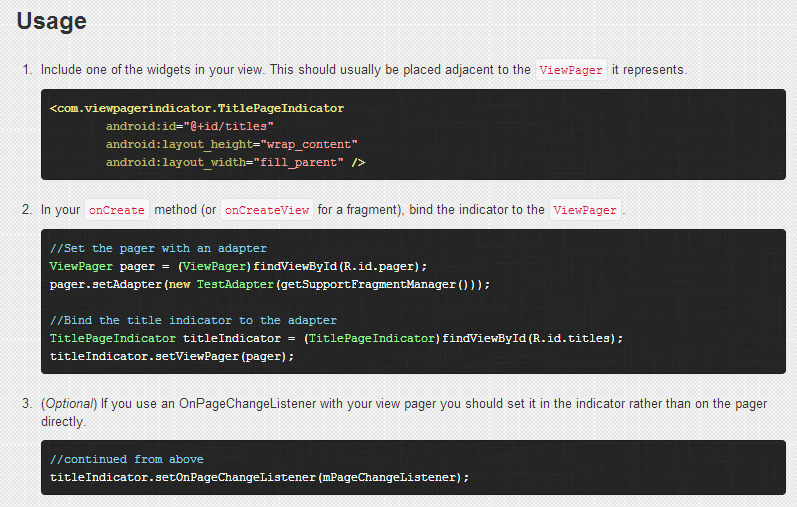 Usage
1. Include one of the widgets in your view. This should usually be placed adjacent to the ViewPager it represents.
<com.viewpagerindicator.TitlePageIndicator
android:id="@+id/titles"
android:layout_height="wrap_content"
android:layout_width="fill_parent" />
2. In your onCreate method (or onCreateView for a fragment), bind the indicator to the ViewPager.
//Set the pager with an adapter
ViewPager pager = (ViewPager)findViewById(R.id.pager);
pager.setAdapter(new TestAdapter(getSupportFragmentManager()));
//Bind the title indicator to the adapter
TitlePageIndicator titleIndicator = (TitlePageIndicator)findViewById(R.id.titles);
titleIndicator.setViewPager(pager);
3. (Optional) If you use an OnPageChangeListener with your view pager you should set it in the indicator rather than on the pager
directly.
//continued from above
titleIndicator.setOnPageChangeListener(mPageChangeListener);